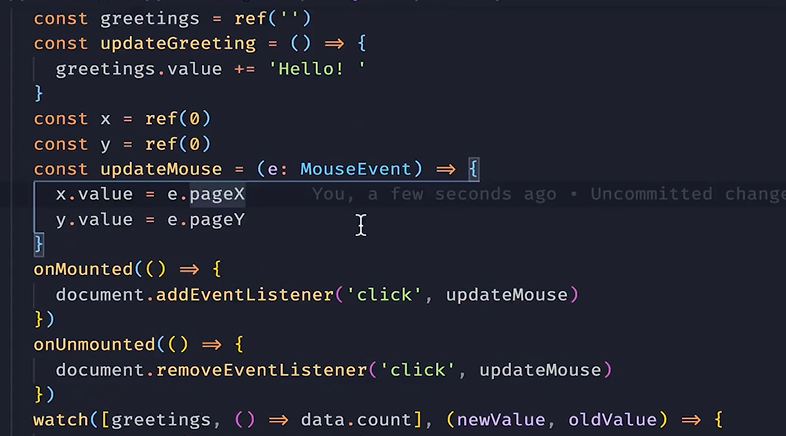 const greetings = ref('')
const updateGreeting = () => {
greetings.value += 'Hello! '
}
const x = ref(0)
const y = ref(0)
const updateMouse = (e: MouseEvent) => {
x.value = e.pageX You, a few seconds ago • Uncommitted change
y.value = e.pageY
}
onMounted(() => {
document.addEventListener('click', updateMouse)
})
onUnmounted(() => {
document.removeEventListener('click', updateMouse)
})
watch([greetings, () => data.count], (newValue, oldValue) => {